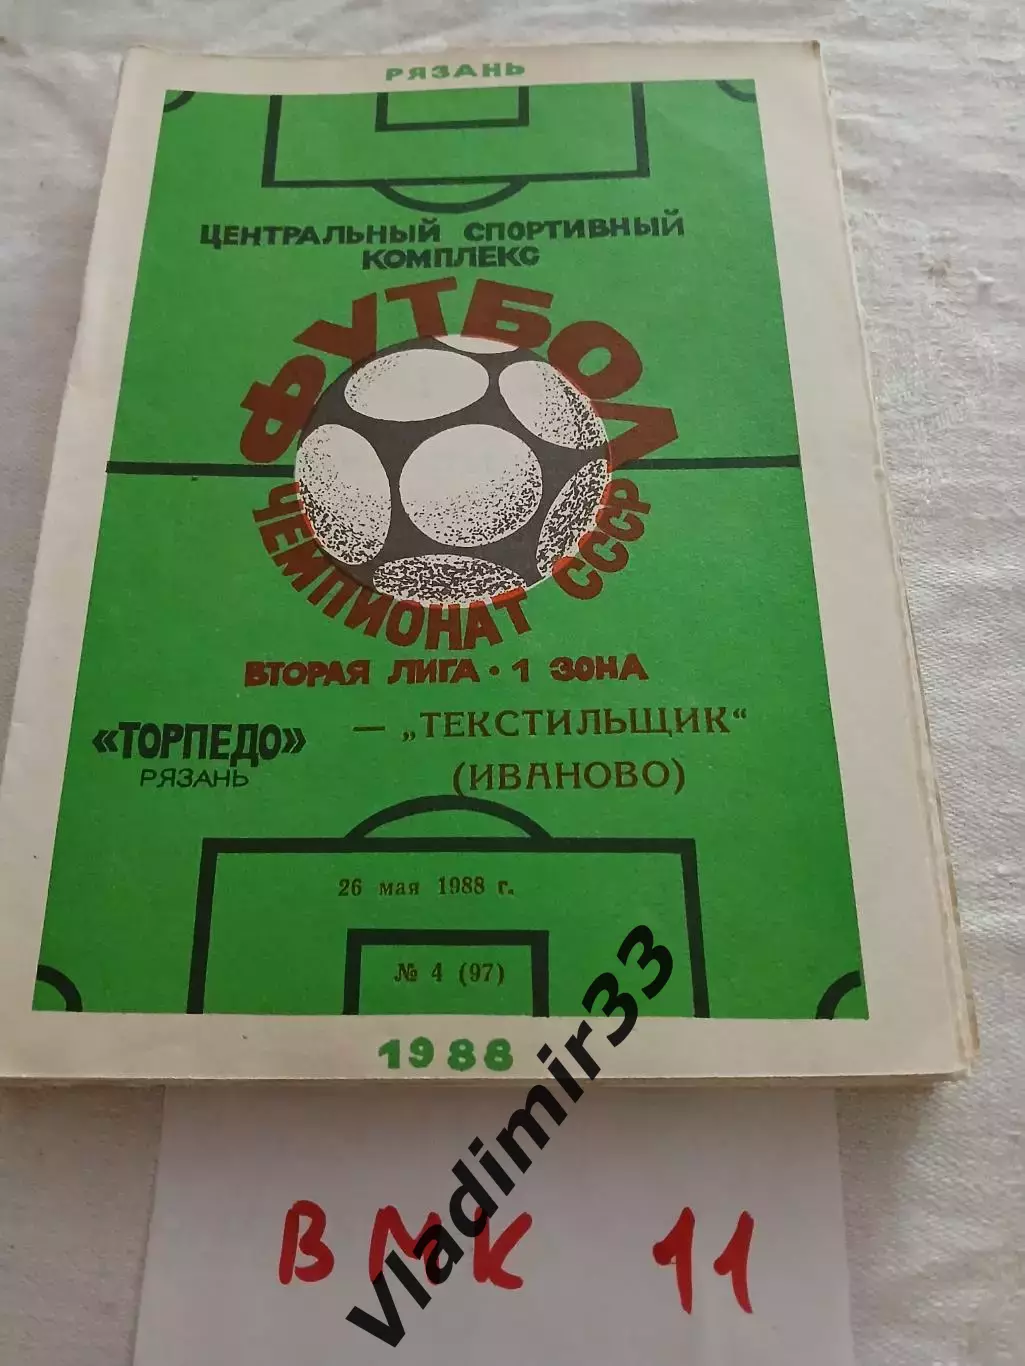 РЯЗАНЬ
ЦЕНТРАЛЬНЫЙ СПОРТИВНЫЙ
КОМПЛЕКС
ФУТБОЛ
ЧЕМПИОНАТ СССР
ВТОРАЯ ЛИГА · 1 ЗОНА
«ТОРПЕДО» — „ТЕКСТИЛЬЩИК“
РЯЗАНЬ (ИВАНОВО)
26 мая 1988 г.
№ 4 (97)
1988
Vladimir33
ВМК 11